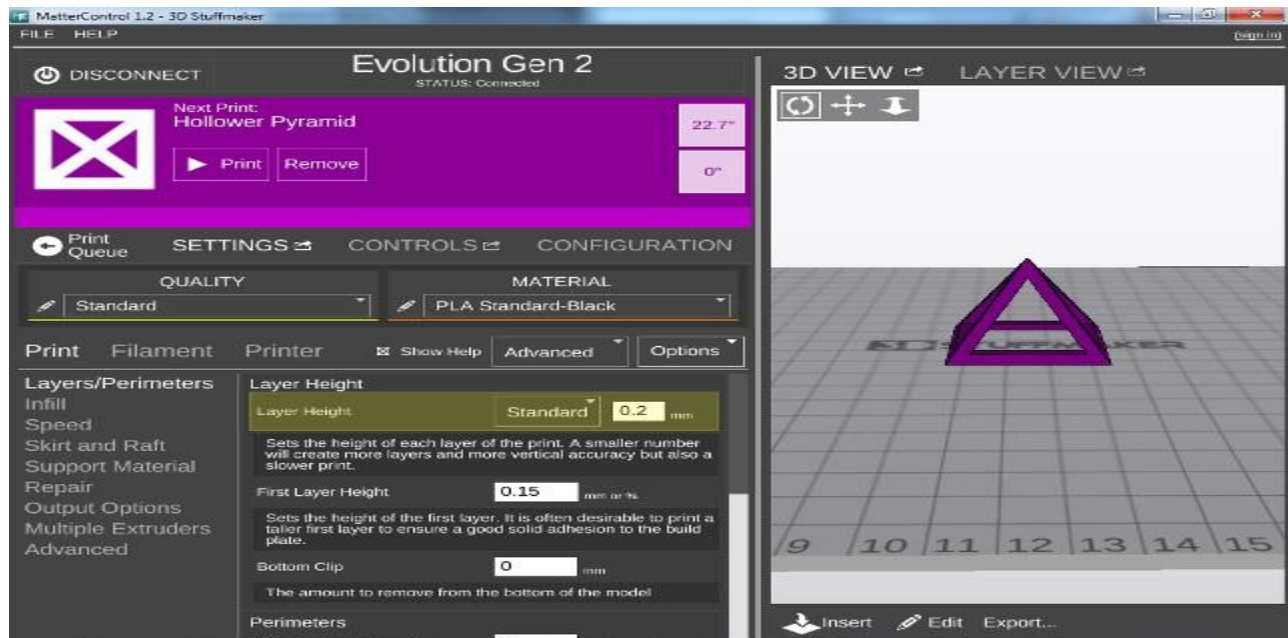 MatterControl 1.2 - 3D Stuffmaker
FILE HELP
(sign in)
DISCONNECT
Evolution Gen 2
STATUS: Connected
Next Print:
Hollower Pyramid
Print Remove
22.7°
0°
Print
Queue
SETTINGS CONTROLS CONFIGURATION
QUALITY MATERIAL
Standard PLA Standard-Black
Print Filament Printer Show Help Advanced Options
Layers/Perimeters
Infill
Speed
Skirt and Raft
Support Material
Repair
Output Options
Multiple Extruders
Advanced
Layer Height
Layer Height Standard 0.2 mm
Sets the height of each layer of the print. A smaller number
will create more layers and more vertical accuracy but also a
slower print.
First Layer Height 0.15 mm or %
Sets the height of the first layer. It is often desirable to print a
taller first layer to ensure a good solid adhesion to the build
plate.
Bottom Clip 0 mm
The amount to remove from the bottom of the model
Perimeters
3D VIEW LAYER VIEW
3D STUFFMAKER
9 10 11 12 13 14 15
Insert Edit Export...